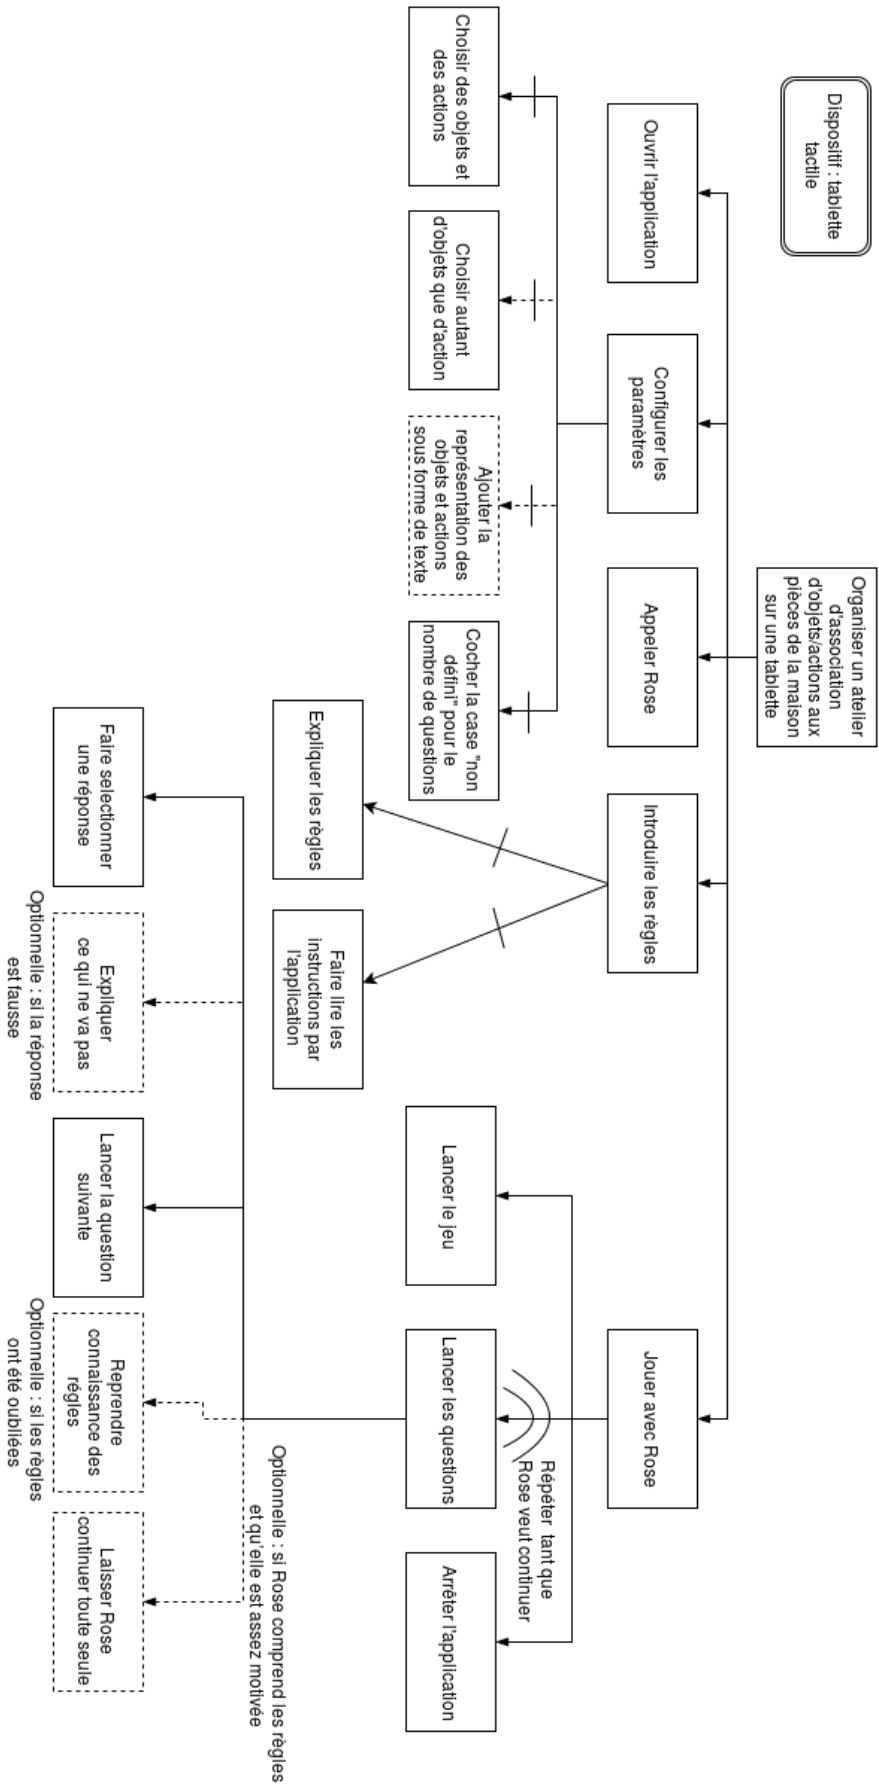 Dispositif : tablette
tactile
Organiser un atelier
d'association
d'objets/actions aux
pièces de la maison
sur une tablette
Ouvrir l'application
Configurer les
paramètres
Appeler Rose
Introduire les règles
Jouer avec Rose
Choisir des objets et
des actions
Choisir autant
d'objets que d'action
Ajouter la
représentation des
objets et actions
sous forme de texte
Cocher la case "non
défini" pour le
nombre de questions
Expliquer les règles
Faire lire les
instructions par
l'application
Lancer le jeu
Répéter tant que
Rose veut continuer
Lancer les questions
Arrêter l'application
Optionnelle : si Rose comprend les règles
et qu'elle est assez motivée
Faire selectionner
une réponse
Expliquer
ce qui ne va pas
Optionnelle : si la réponse
est fausse
Lancer la question
suivante
Reprendre
connaissance des
régles
Optionnelle : si les règles
ont été oubliées
Laisser Rose
continuer toute seule